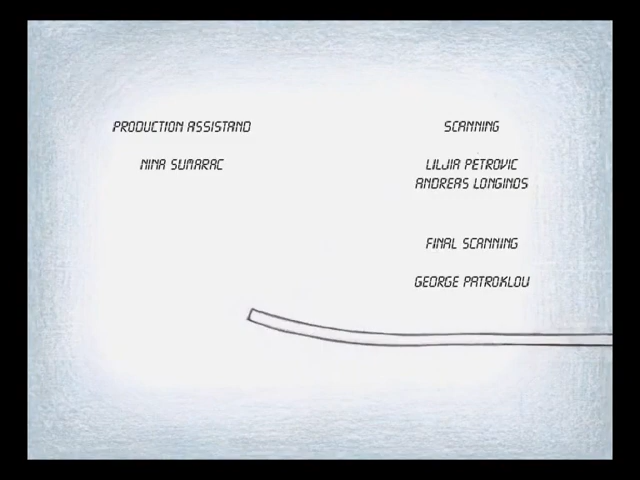 PRODUCTION ASSISTAND
NINA SUMARAC
SCANNING
LILJIA PETROVIC
ANDREAS LONGINOS
FINAL SCANNING
GEORGE PATROKLOU